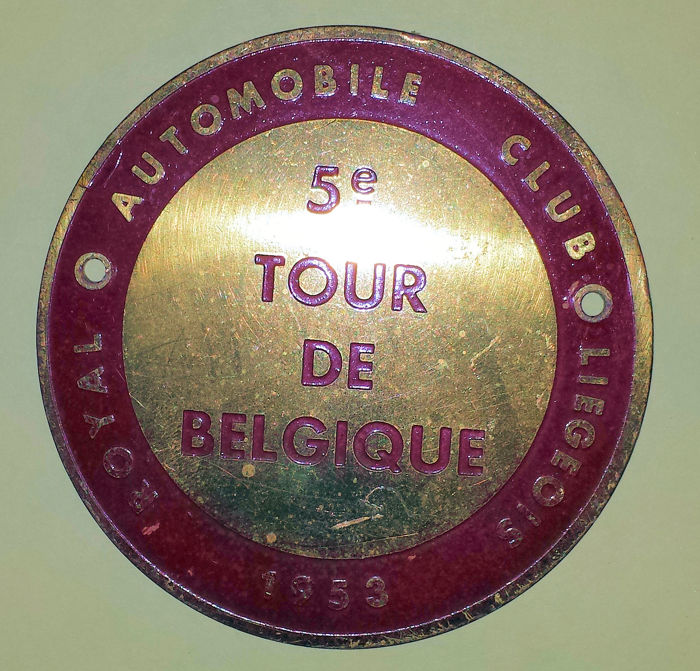 ROYAL AUTOMOBILE CLUB LIEGEOIS
5e
TOUR
DE
BELGIQUE
1953